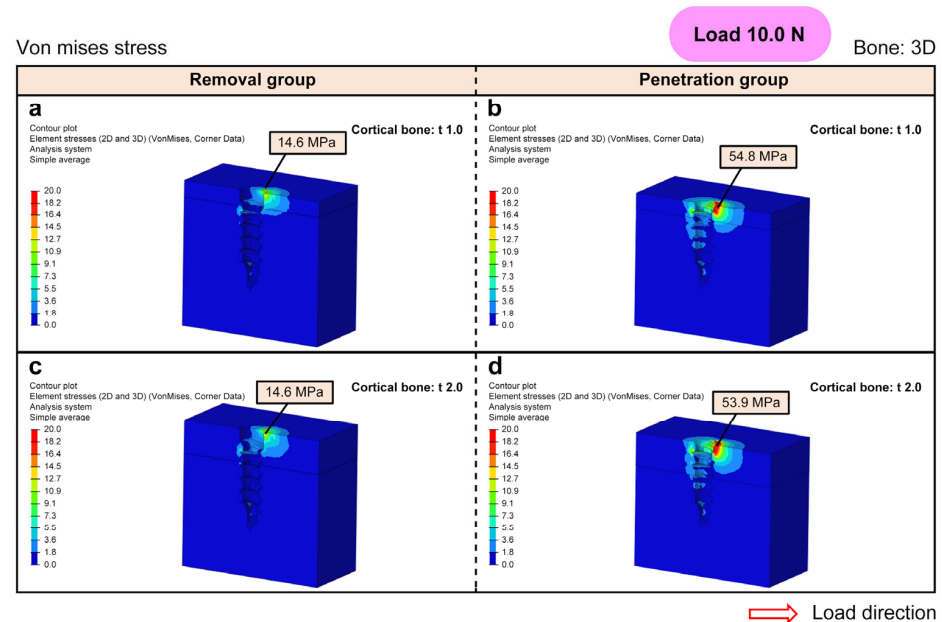 Load 10.0 N
Von mises stress
Bone: 3D
Removal group
Penetration group
a
Contour plot
Element stresses (2D and 3D) (VonMises, Corner Data)
Analysis system
Simple average
Cortical bone: t 1.0
14.6 MPa
20.0
18.2
16.4
14.5
12.7
10.9
9.1
7.3
5.5
3.6
1.8
0.0
b
Contour plot
Element stresses (2D and 3D) (VonMises, Corner Data)
Analysis system
Simple average
Cortical bone: t 1.0
54.8 MPa
20.0
18.2
16.4
14.5
12.7
10.9
9.1
7.3
5.5
3.6
1.8
0.0
c
Contour plot
Element stresses (2D and 3D) (VonMises, Corner Data)
Analysis system
Simple average
Cortical bone: t 2.0
14.6 MPa
20.0
18.2
16.4
14.5
12.7
10.9
9.1
7.3
5.5
3.6
1.8
0.0
d
Contour plot
Element stresses (2D and 3D) (VonMises, Corner Data)
Analysis system
Simple average
Cortical bone: t 2.0
53.9 MPa
20.0
18.2
16.4
14.5
12.7
10.9
9.1
7.3
5.5
3.6
1.8
0.0
Load direction